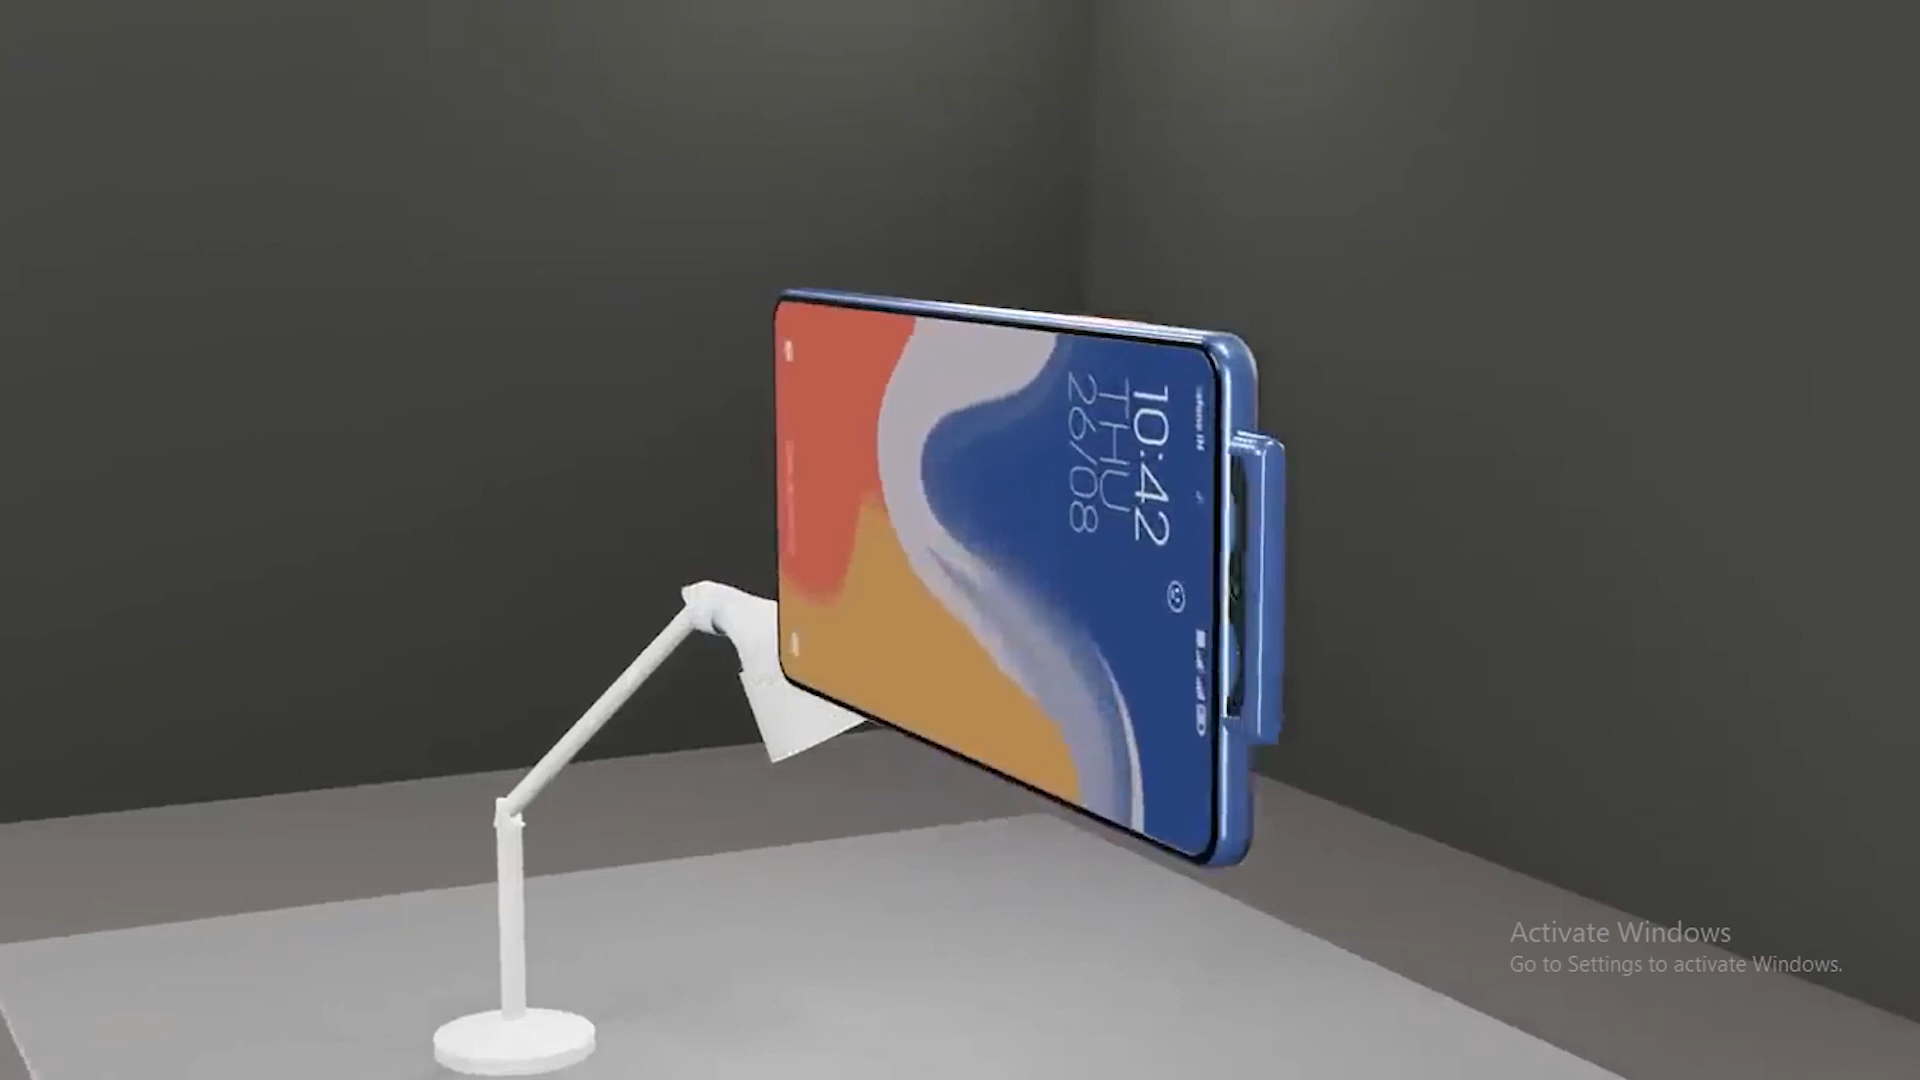 10:42
THU
26/08
Activate Windows
Go to Settings to activate Windows.